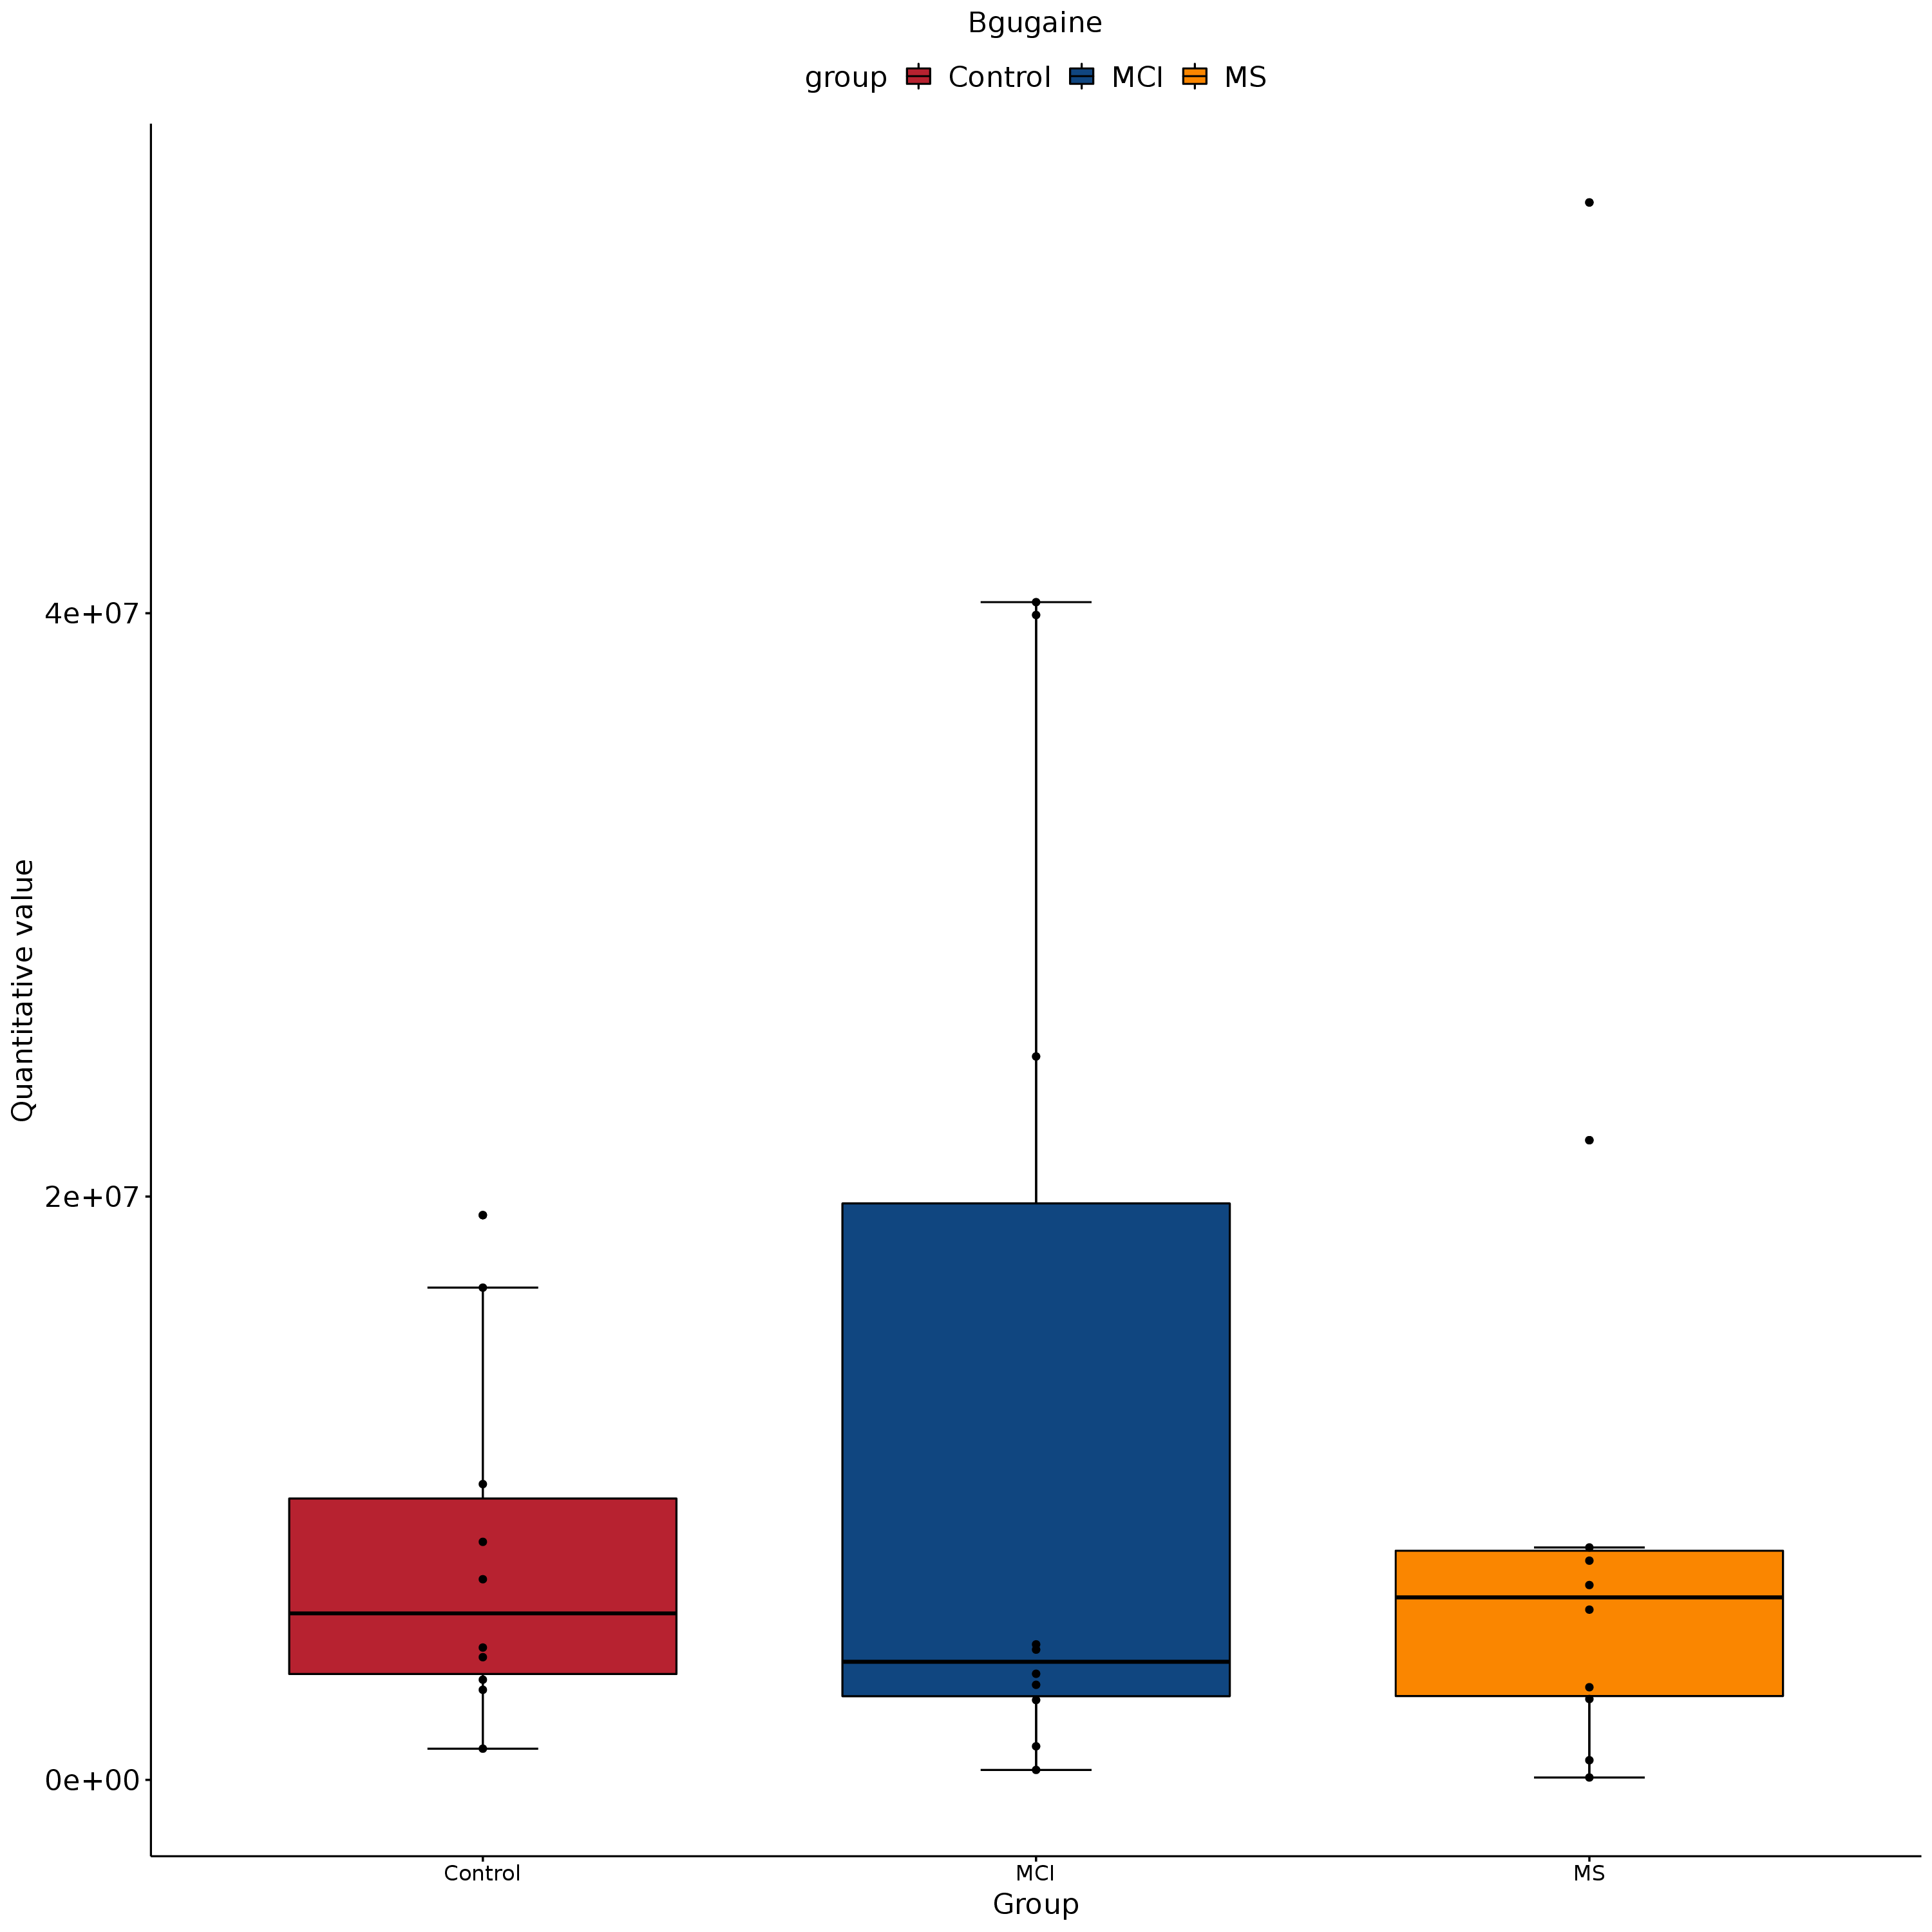 Bgugaine
group Control MCI MS
Quantitative value
4e+07
2e+07
0e+00
Control MCI MS
Group